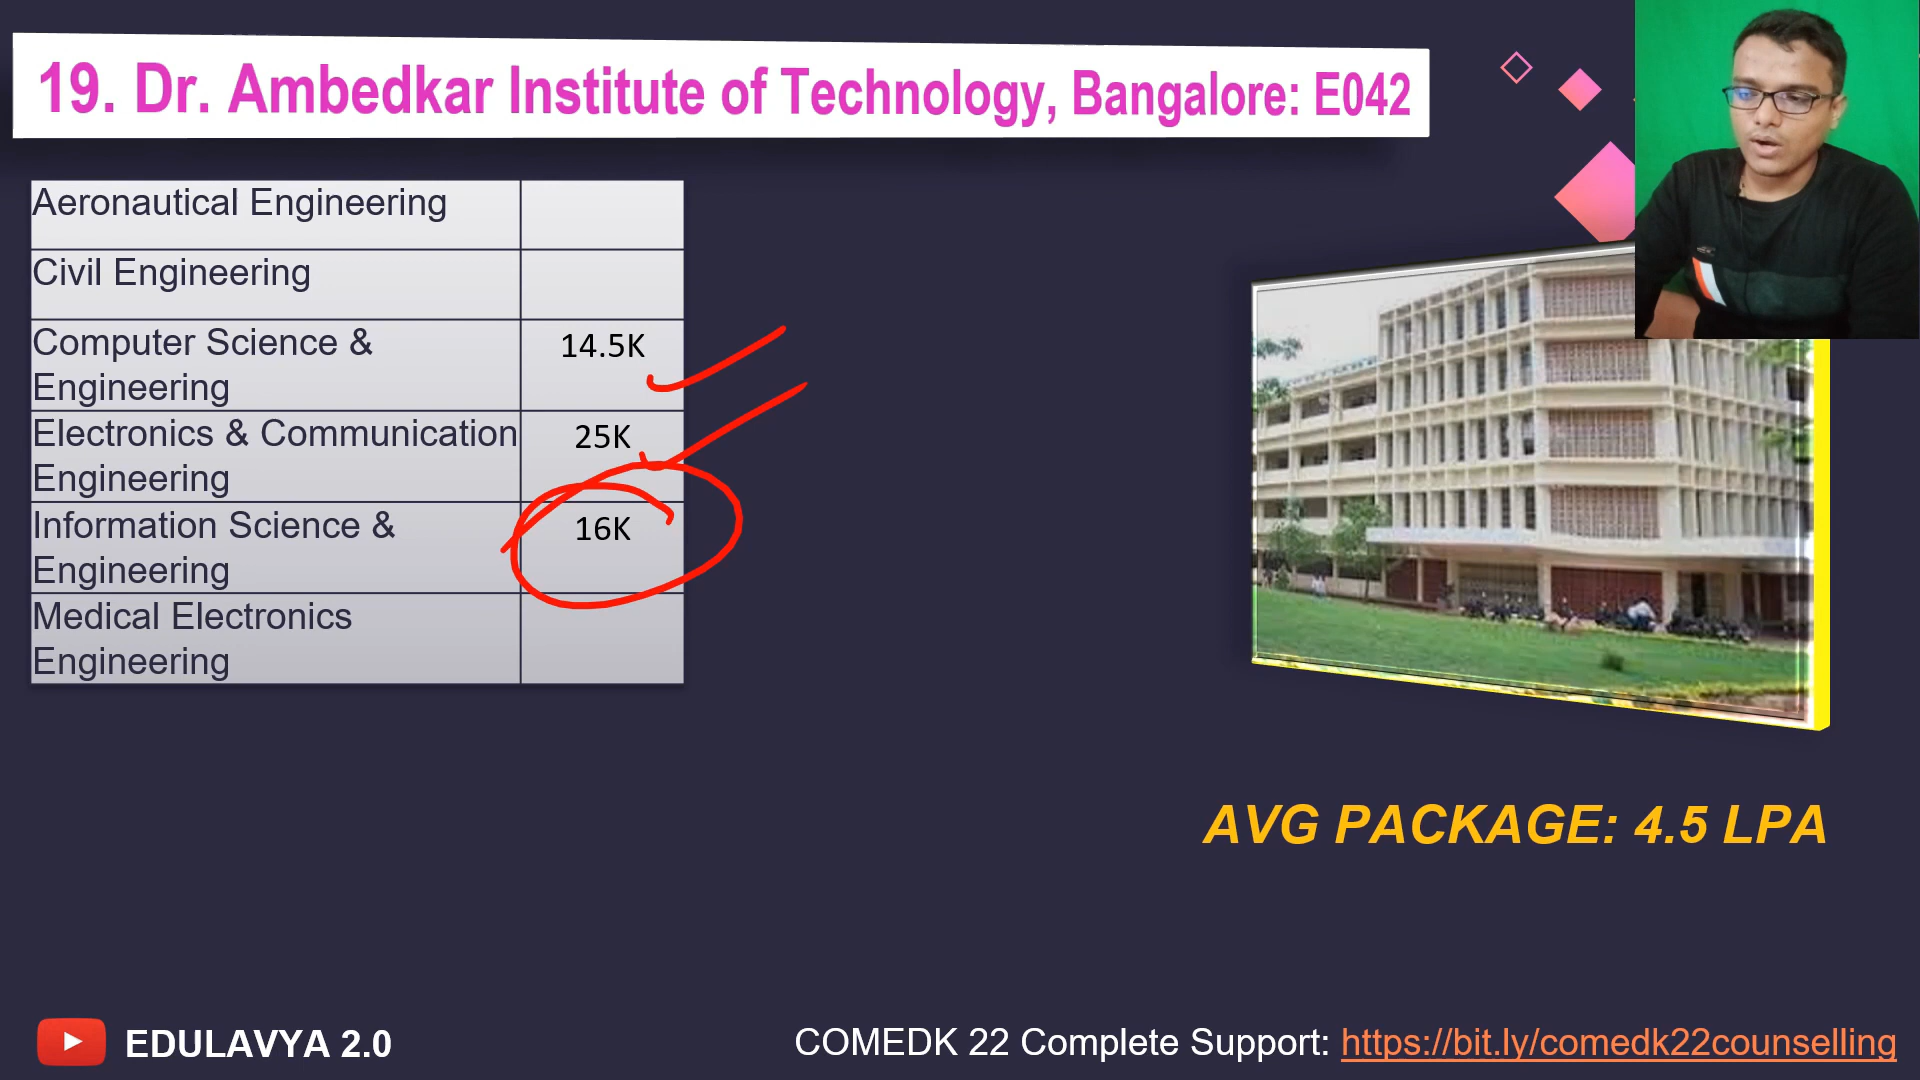 19. Dr. Ambedkar Institute of Technology, Bangalore: E042
Aeronautical Engineering
Civil Engineering
Computer Science &
Engineering
14.5K
Electronics & Communication
Engineering
25K
Information Science &
Engineering
16K
Medical Electronics
Engineering
AVG PACKAGE: 4.5 LPA
EDULAVYA 2.0
COMEDK 22 Complete Support: https://bit.ly/comedk22counselling